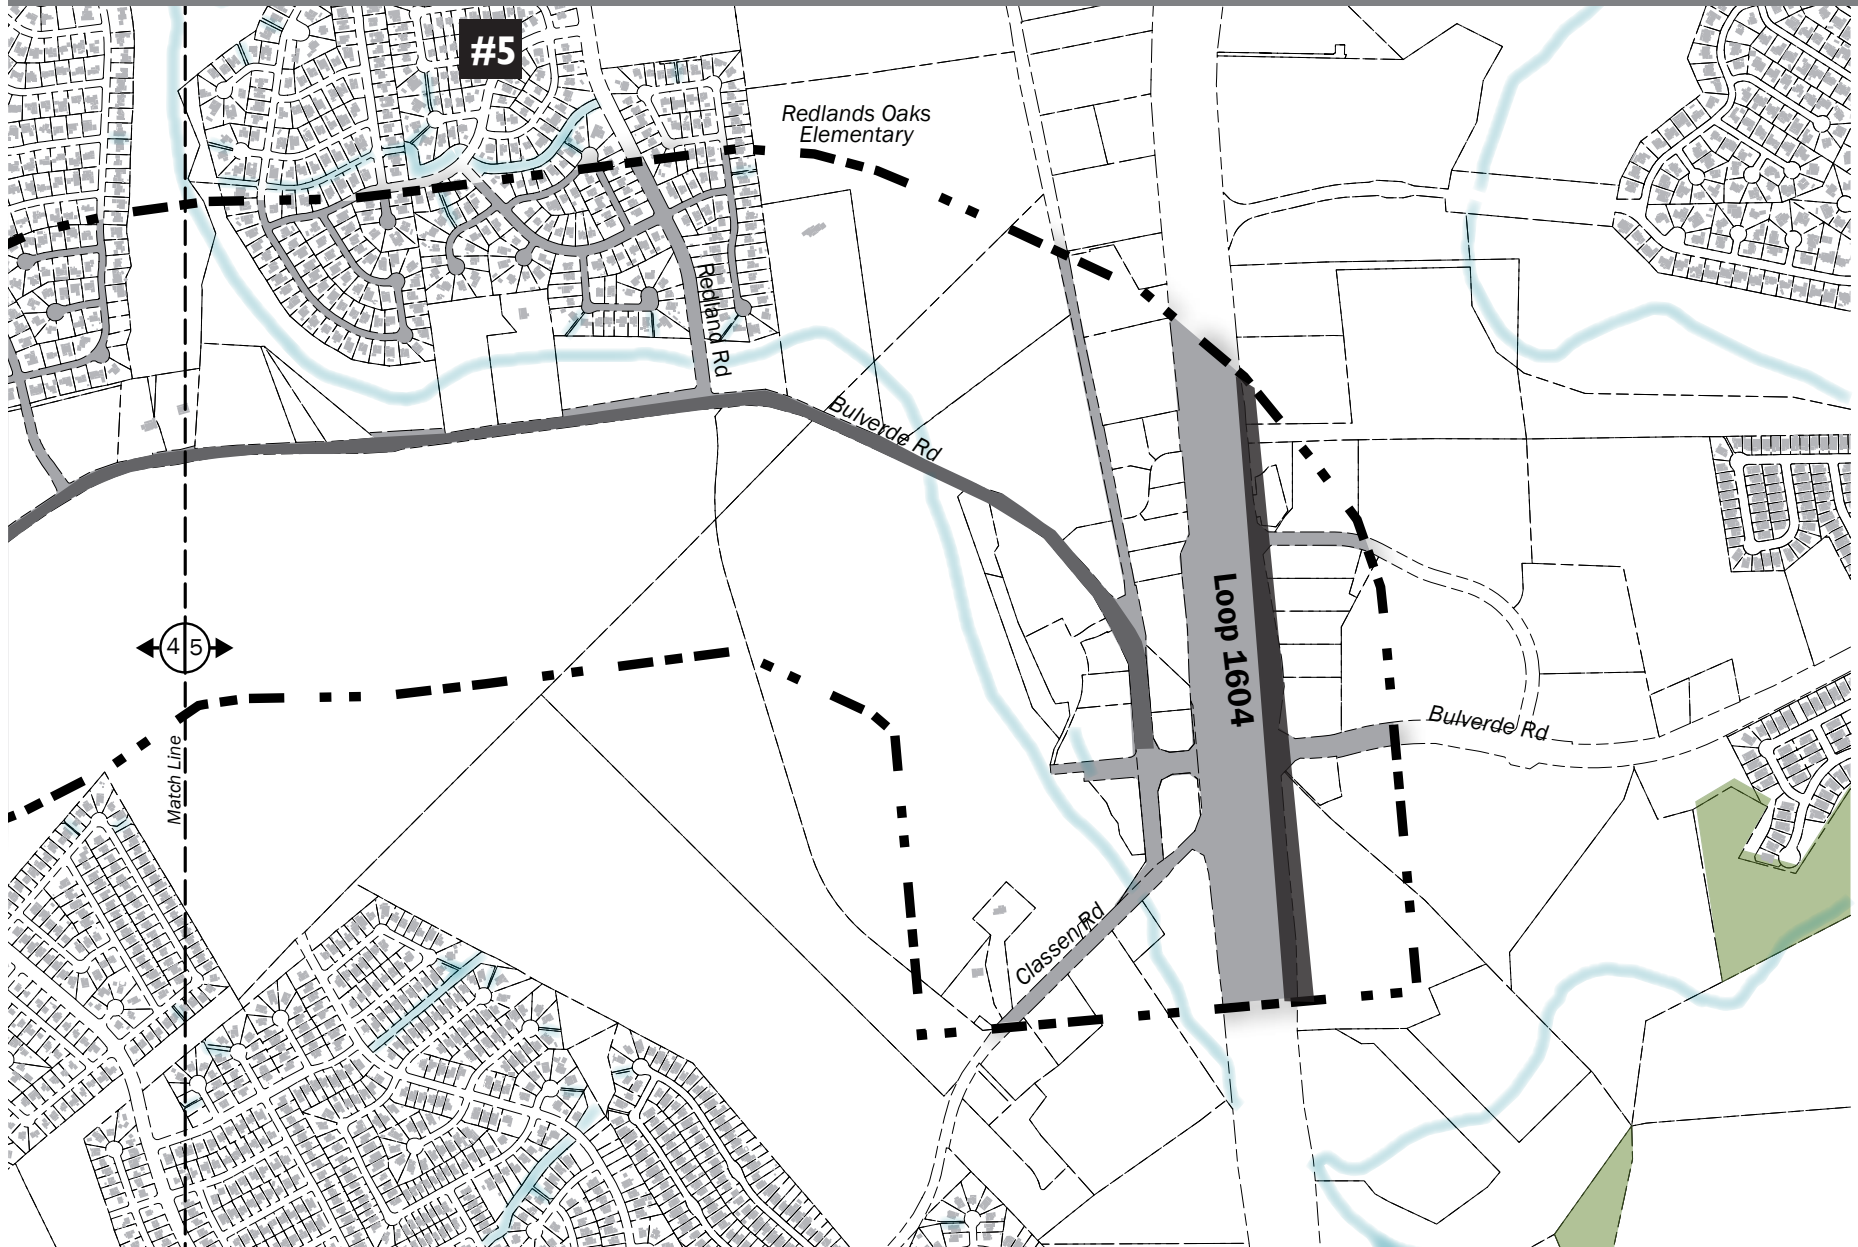 #5
Redlands Oaks
Elementary
Redland Rd
Bulverde Rd
Loop 1604
4 5
Bulverde Rd
Match Line
Classen Rd